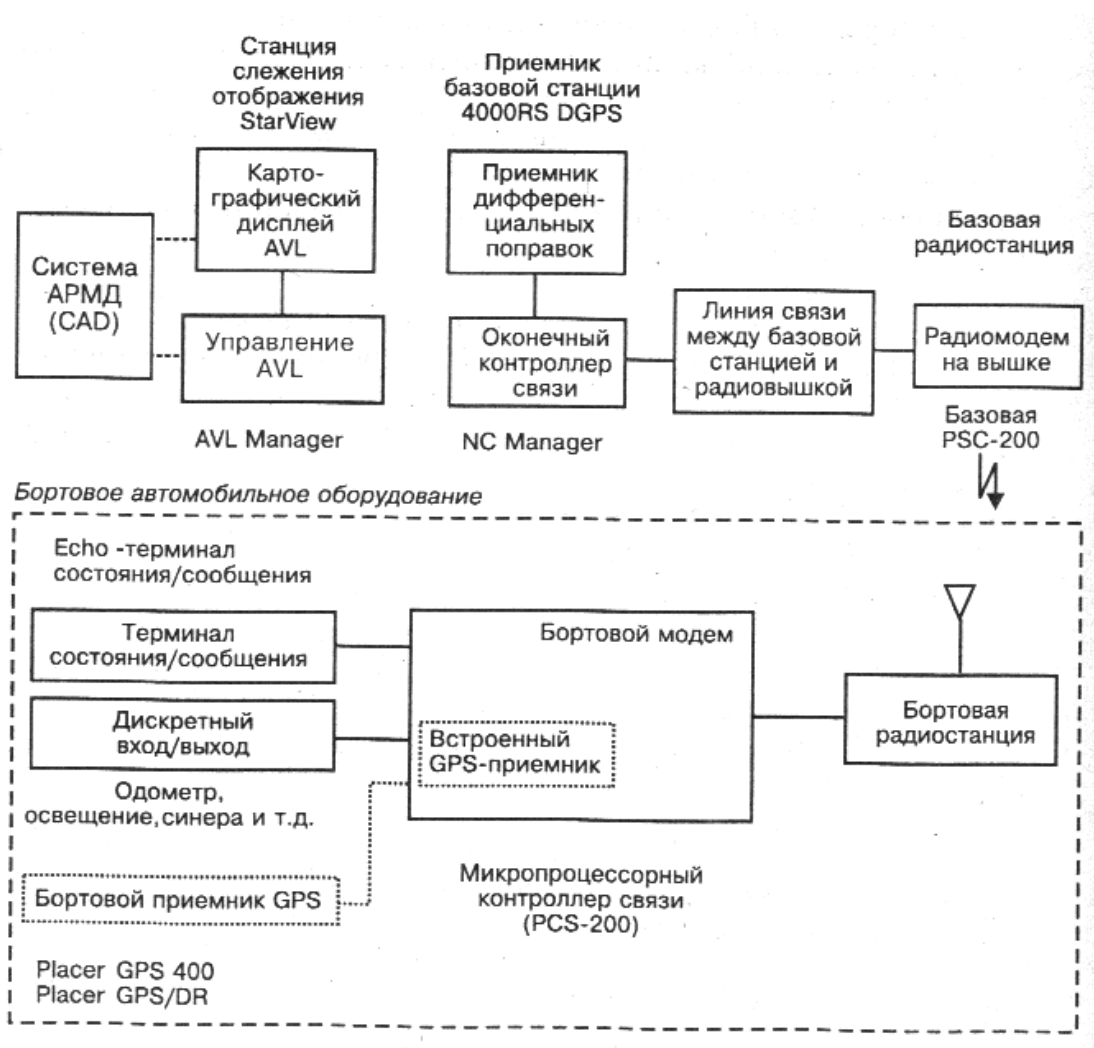 Станция
слежения
отображения
StarView
Приемник
базовой станции
4000RS DGPS
Карто-
графический
дисплей
AVL
Приемник
дифферен-
циальных
поправок
Базовая
радиостанция
Система
АРМД
(CAD)
Управление
AVL
Оконечный
контроллер
связи
Линия связи
между базовой
станцией и
радиовышкой
Радиомодем
на вышке
AVL Manager
NC Manager
Базовая
PSC-200
Бортовое автомобильное оборудование
Echo -терминал
состояния/сообщения
Терминал
состояния/сообщения
Бортовой модем
Дискретный
вход/выход
Встроенный
GPS-приемник
Бортовая
радиостанция
Одометр,
освещение,синера и т.д.
Бортовой приемник GPS
Микропроцессорный
контроллер связи
(PCS-200)
Placer GPS 400
Placer GPS/DR